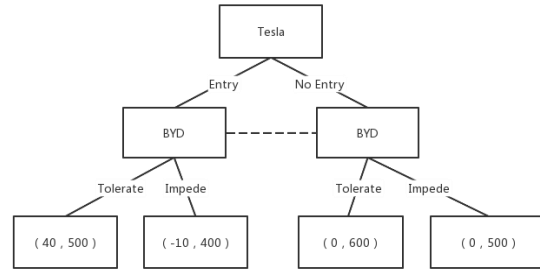 Tesla
Entry No Entry
BYD BYD
Tolerate Impede Tolerate Impede
( 40 , 500 ) ( -10 , 400 ) ( 0 , 600 ) ( 0 , 500 )